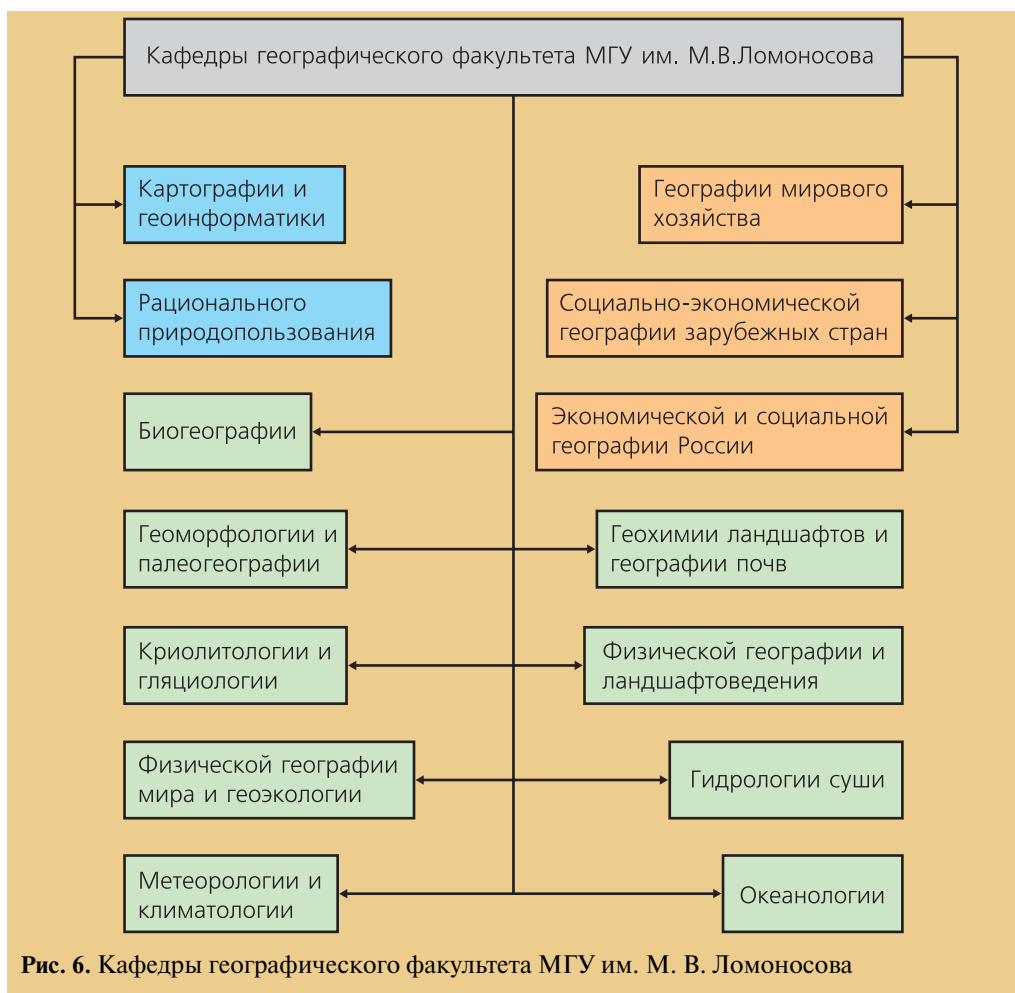 Кафедры географического факультета МГУ им. М.В.Ломоносова
Картографии и
геоинформатики
Географии мирового
хозяйства
Рационального
природопользования
Социально-экономической
географии зарубежных стран
Биогеографии
Экономической и социальной
географии России
Геоморфологии и
палеогеографии
Геохимии ландшафтов и
географии почв
Криолитологии и
гляциологии
Физической географии и
ландшафтоведения
Физической географии
мира и геоэкологии
Гидрологии суши
Метеорологии и
климатологии
Океанологии
Рис. 6. Кафедры географического факультета МГУ им. М. В. Ломоносова